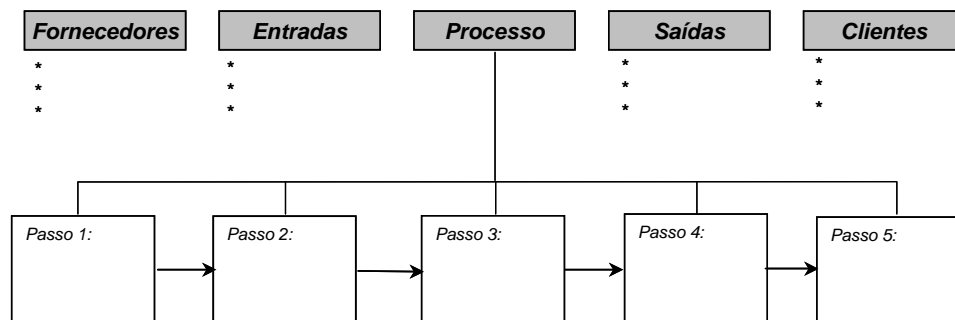 Fornecedores Entradas Processo Saídas Clientes
* * * *
* * * *
* * * *
Passo 1: Passo 2: Passo 3: Passo 4: Passo 5: